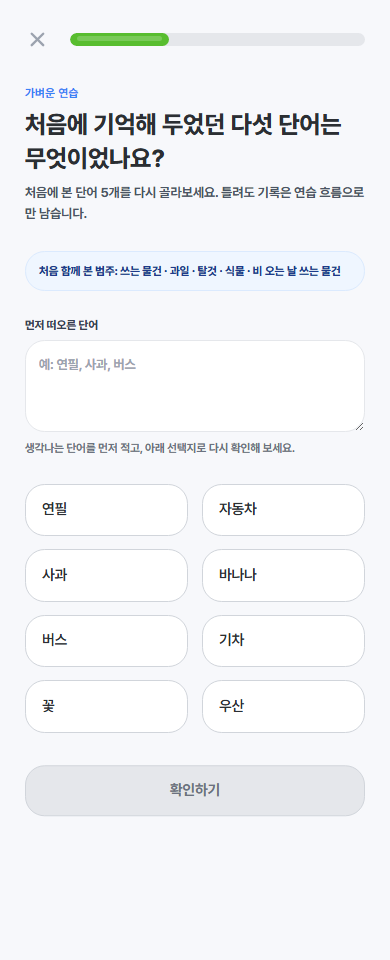 가벼운 연습
처음에 기억해 두었던 다섯 단어는
무엇이었나요?
처음에 본 단어 5개를 다시 골라보세요. 틀려도 기록은 연습 흐름으로
만 남습니다.
처음 함께 본 범주: 쓰는 물건 · 과일 · 탈것 · 식물 · 비 오는 날 쓰는 물건
먼저 떠오른 단어
예: 연필, 사과, 버스
생각나는 단어를 먼저 적고, 아래 선택지로 다시 확인해 보세요.
연필
자동차
사과
바나나
버스
기차
꽃
우산
확인하기